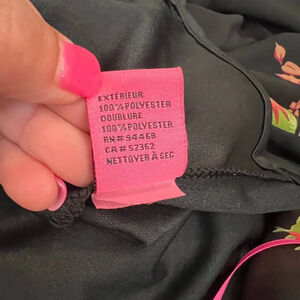 EXTÉRIEUR
100%POLYESTER
DOUBLURE
100%POLYESTER
RN#94468
CA#52362
NETTOYER À SEC